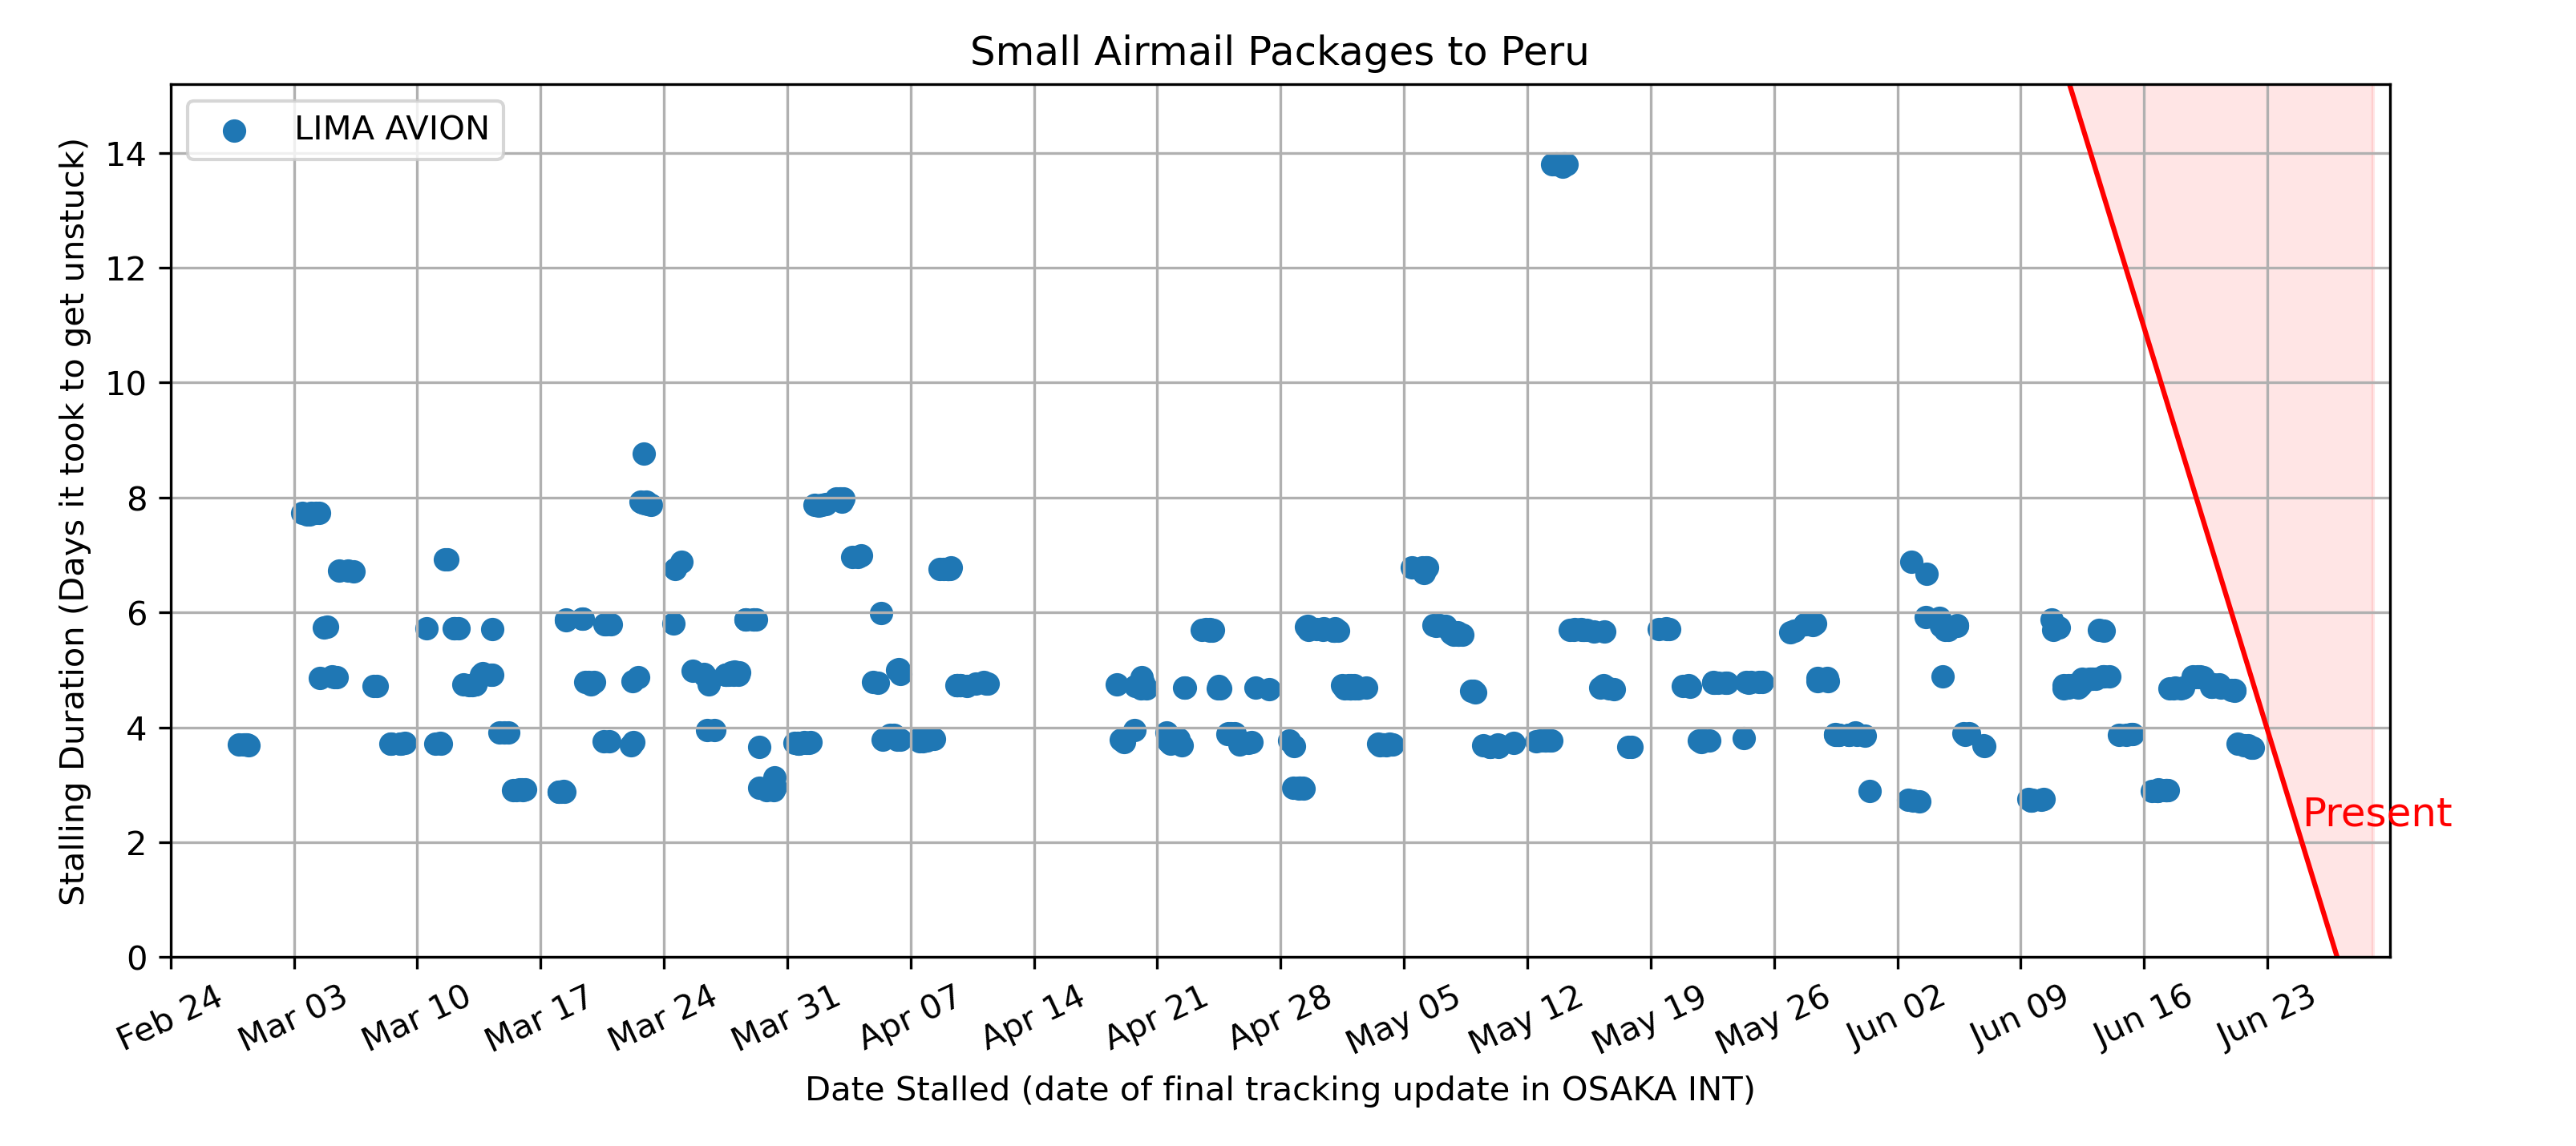 Small Airmail Packages to Peru
LIMA AVION
Stalling Duration (Days it took to get unstuck)
14
12
10
8
6
4
2
0
Present
Feb 24
Mar 03
Mar 10
Mar 17
Mar 24
Mar 31
Apr 07
Apr 14
Apr 21
Apr 28
May 05
May 12
May 19
May 26
Jun 02
Jun 09
Jun 16
Jun 23
Date Stalled (date of final tracking update in OSAKA INT)